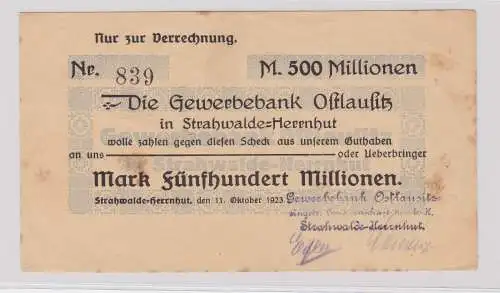 Nur zur Verrechnung.
Nr. 839 M. 500 Millionen
Die Gewerbebank Ostlausitz
in Strahwalde=Herrnhut
wolle zahlen gegen diesen Scheck aus unserem Guthaben
an uns oder Ueberbringer
Mark Fünfhundert Millionen.
Strahwalde-Herrnhut, den 11. Oktober 1923.
Gewerbebank Ostlausitz
Strahwalde-Herrnhut.